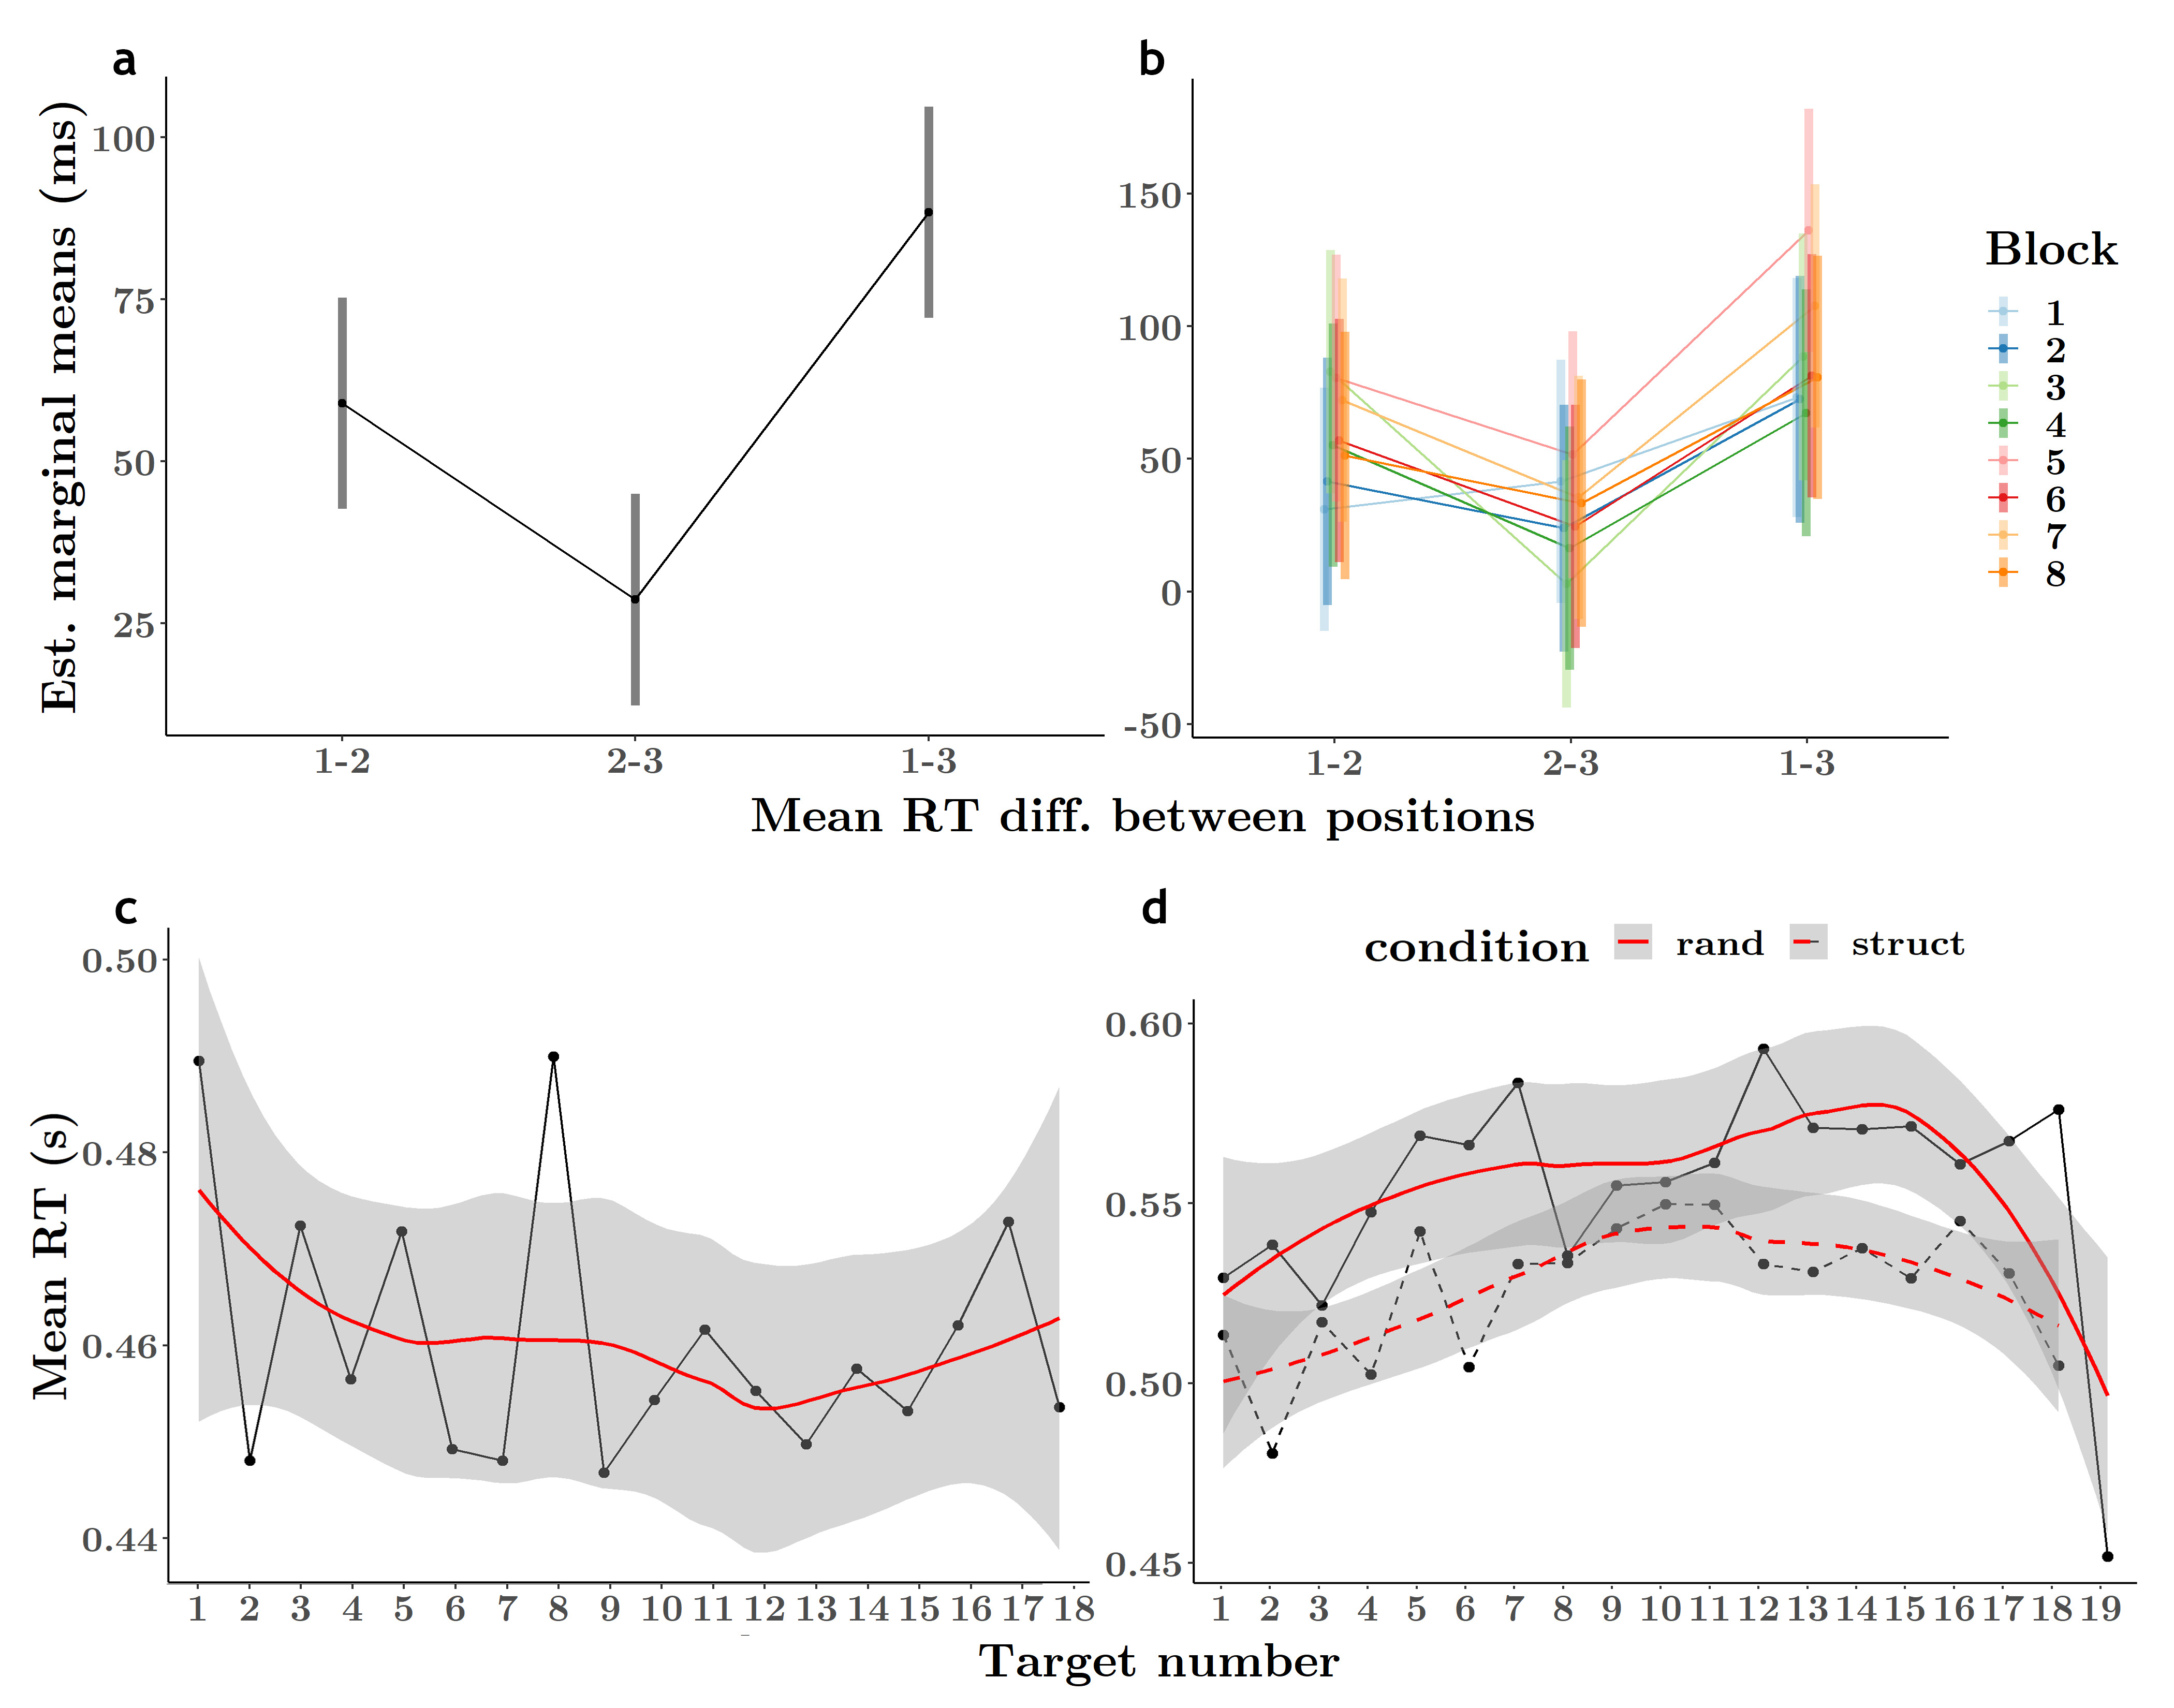 a
Est. marginal means (ms)
100
75
50
25
1-2 2-3 1-3
b
150
100
50
0
-50
1-2 2-3 1-3
Block
1
2
3
4
5
6
7
8
Mean RT diff. between positions
c
Mean RT (s)
0.50
0.48
0.46
0.44
1 2 3 4 5 6 7 8 9 10 11 12 13 14 15 16 17 18
d
condition rand struct
0.60
0.55
0.50
0.45
1 2 3 4 5 6 7 8 9 10 11 12 13 14 15 16 17 18 19
Target number